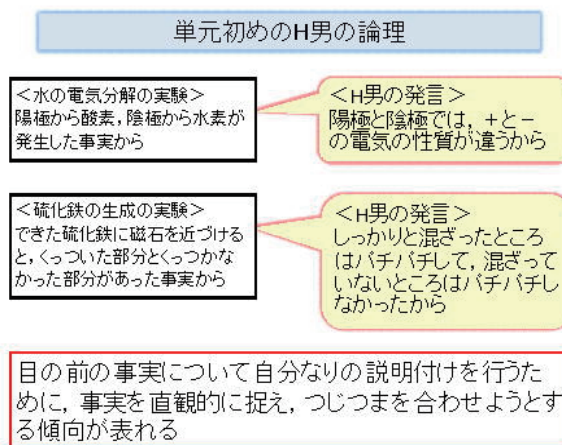 単元初めのH男の論理
＜水の電気分解の実験＞
陽極から酸素，陰極から水素が
発生した事実から
＜H男の発言＞
陽極と陰極では，＋と－
の電気の性質が違うから
＜硫化鉄の生成の実験＞
できた硫化鉄に磁石を近づける
と，くっついた部分とくっつかな
かった部分があった事実から
＜H男の発言＞
しっかりと混ざったところ
はバチバチして，混ざって
いないところはバチバチし
なかったから
目の前の事実について自分なりの説明付けを行うた
めに，事実を直観的に捉え，つじつまを合わせようとす
る傾向が表れる